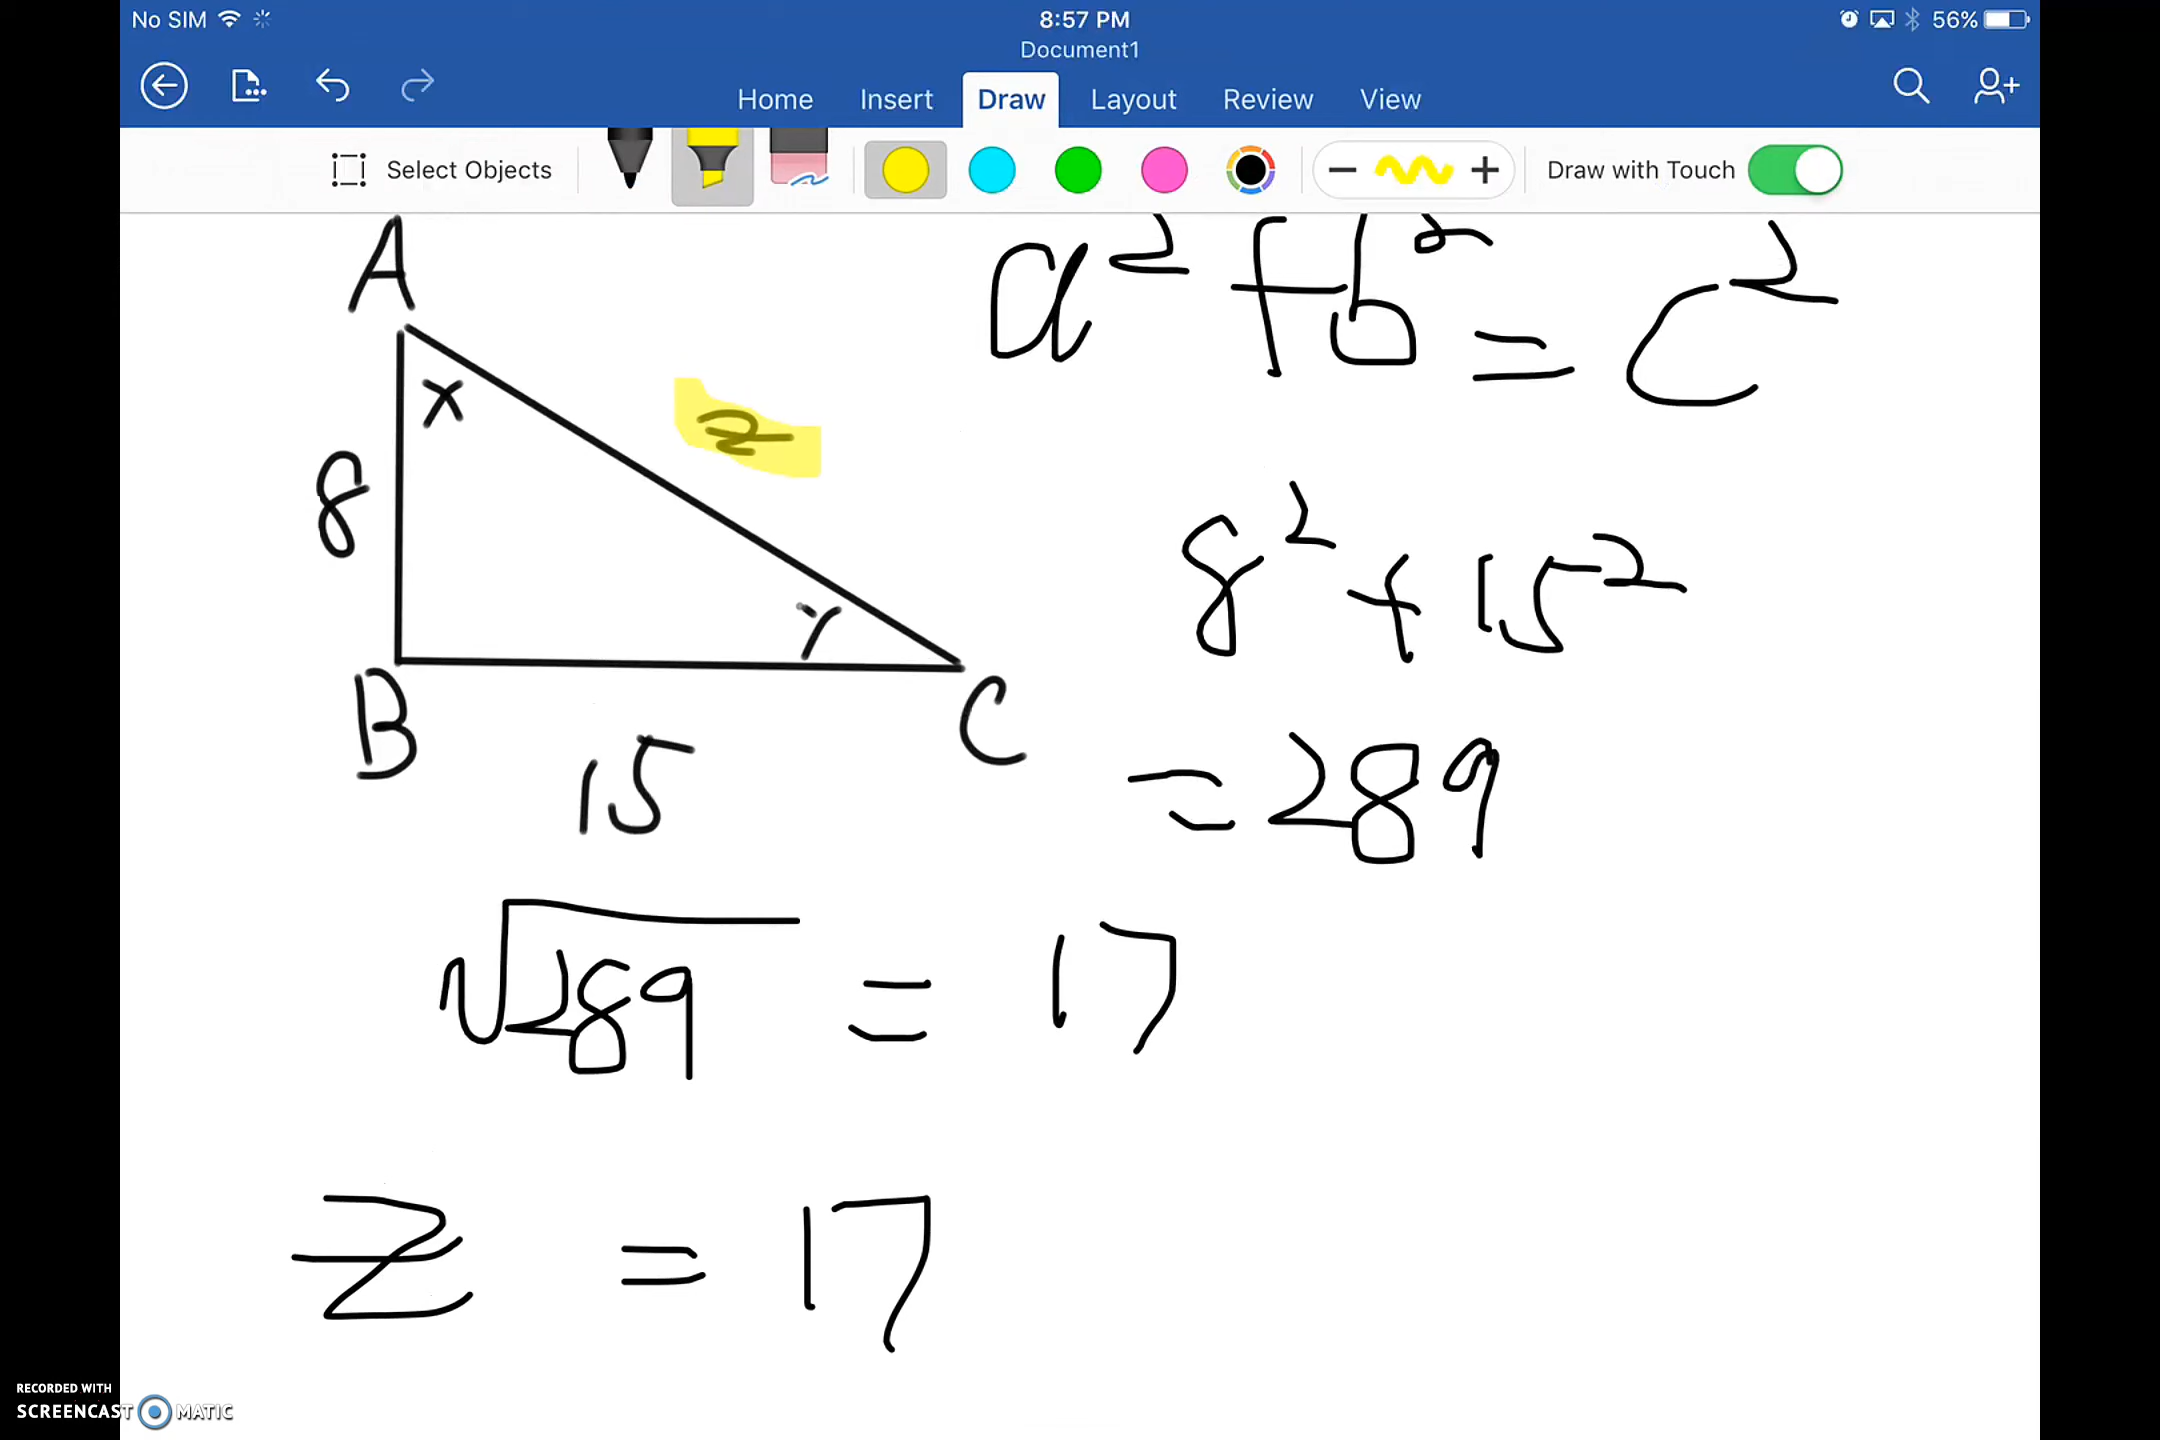 No SIM 8:57 PM 56%
Document1
Home Insert Draw Layout Review View
Select Objects Draw with Touch
A
a² + b² = c²
x
z
8
8² + 15²
y
B
C
15
= 289
√289 = 17
z = 17
RECORDED WITH
SCREENCAST MATIC